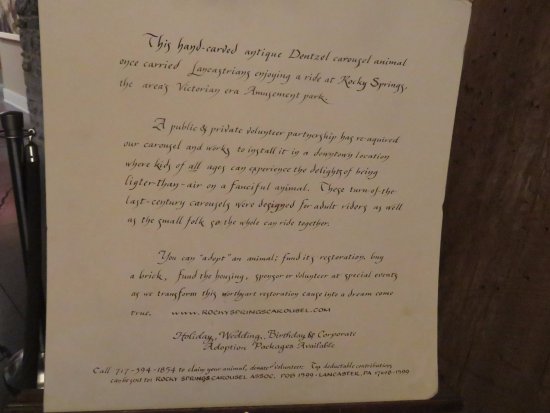 This hand-carved antique Dentzel carousel animal
once carried Lancastrians enjoying a ride at Rocky Springs,
the area's Victorian era Amusement park.
A public & private volunteer partnership has re-aquired
our carousel and works to install it in a downtown location
where kids of all ages can experience the delights of being
ligter-than-air on a fanciful animal. These turn-of-the
last-century carousels were designed for adult riders as well
as the small folk so the whole can ride together.
You can "adopt" an animal; fund its restoration, buy
a brick, fund the housing, sponsor or volunteer at special events
as we transform this worthy art restoration cause into a dream come
true. WWW.ROCKYSPRINGSCAROUSEL.COM
Holiday, Wedding, Birthday & Corporate
Adoption Packages Available
Call 717-394-1854 to claim your animal, donate or volunteer. Tax deductable contributions
can be sent to: ROCKY SPRINGS CAROUSEL ASSOC. POB 1599 - LANCASTER, PA 17608-1599